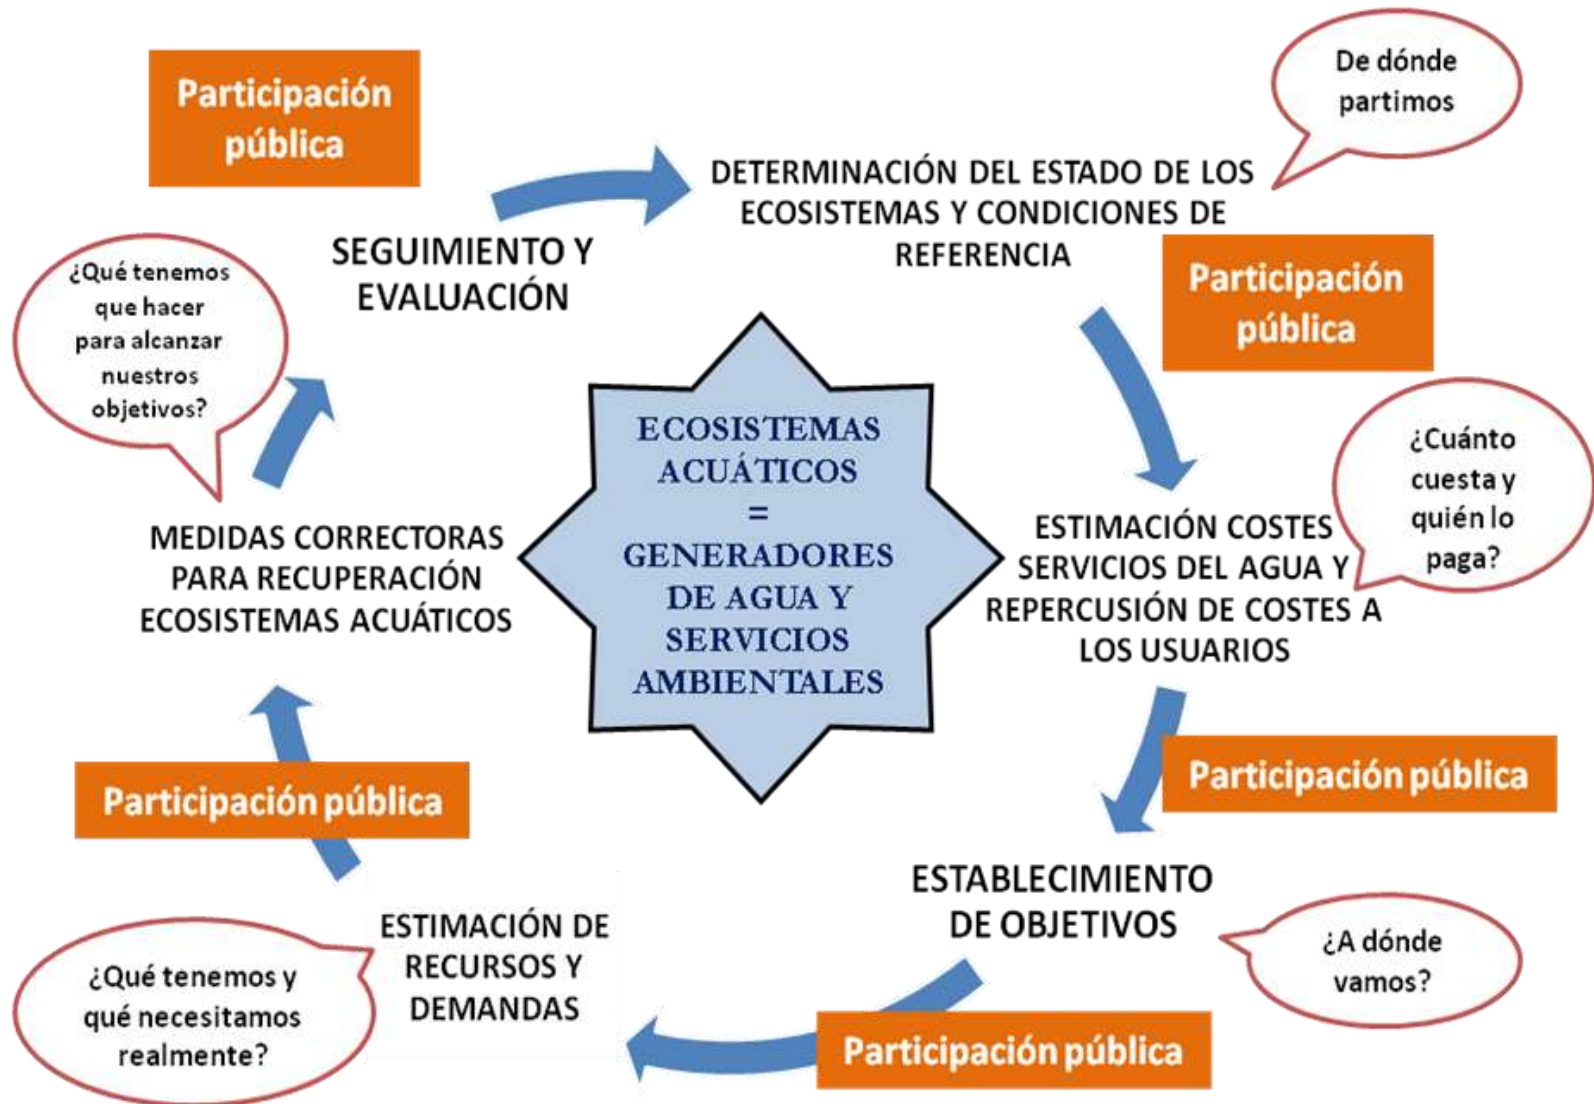 Participación
pública
De dónde
partimos
DETERMINACIÓN DEL ESTADO DE LOS
ECOSISTEMAS Y CONDICIONES DE
REFERENCIA
SEGUIMIENTO Y
EVALUACIÓN
Participación
pública
¿Qué tenemos
que hacer
para alcanzar
nuestros
objetivos?
ECOSISTEMAS
ACUÁTICOS
=
GENERADORES
DE AGUA Y
SERVICIOS
AMBIENTALES
¿Cuánto
cuesta y
quién lo
paga?
ESTIMACIÓN COSTES
SERVICIOS DEL AGUA Y
REPERCUSIÓN DE COSTES A
LOS USUARIOS
MEDIDAS CORRECTORAS
PARA RECUPERACIÓN
ECOSISTEMAS ACUÁTICOS
Participación pública
Participación pública
ESTABLECIMIENTO
DE OBJETIVOS
¿A dónde
vamos?
ESTIMACIÓN DE
RECURSOS Y
DEMANDAS
¿Qué tenemos y
qué necesitamos
realmente?
Participación pública